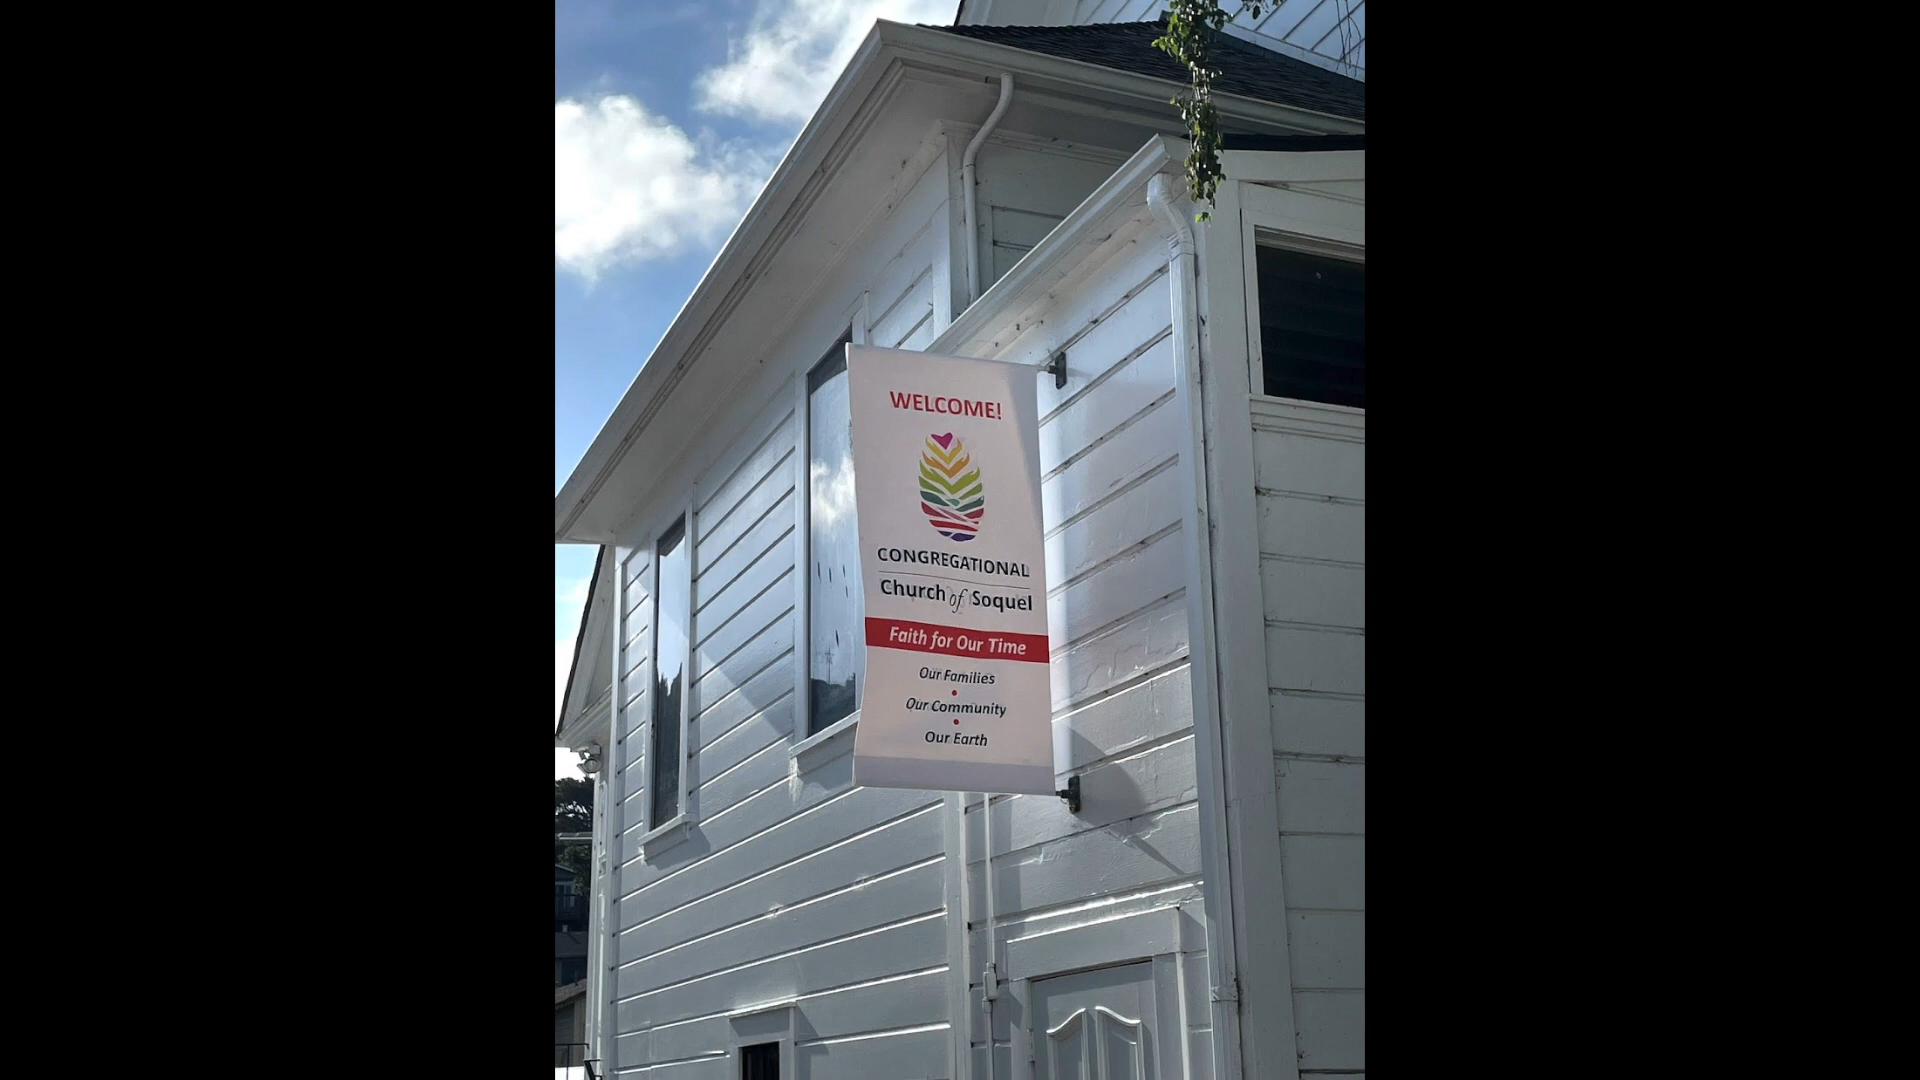 WELCOME!
CONGREGATIONAL
Church of Soquel
Faith for Our Time
Our Families
Our Community
Our Earth